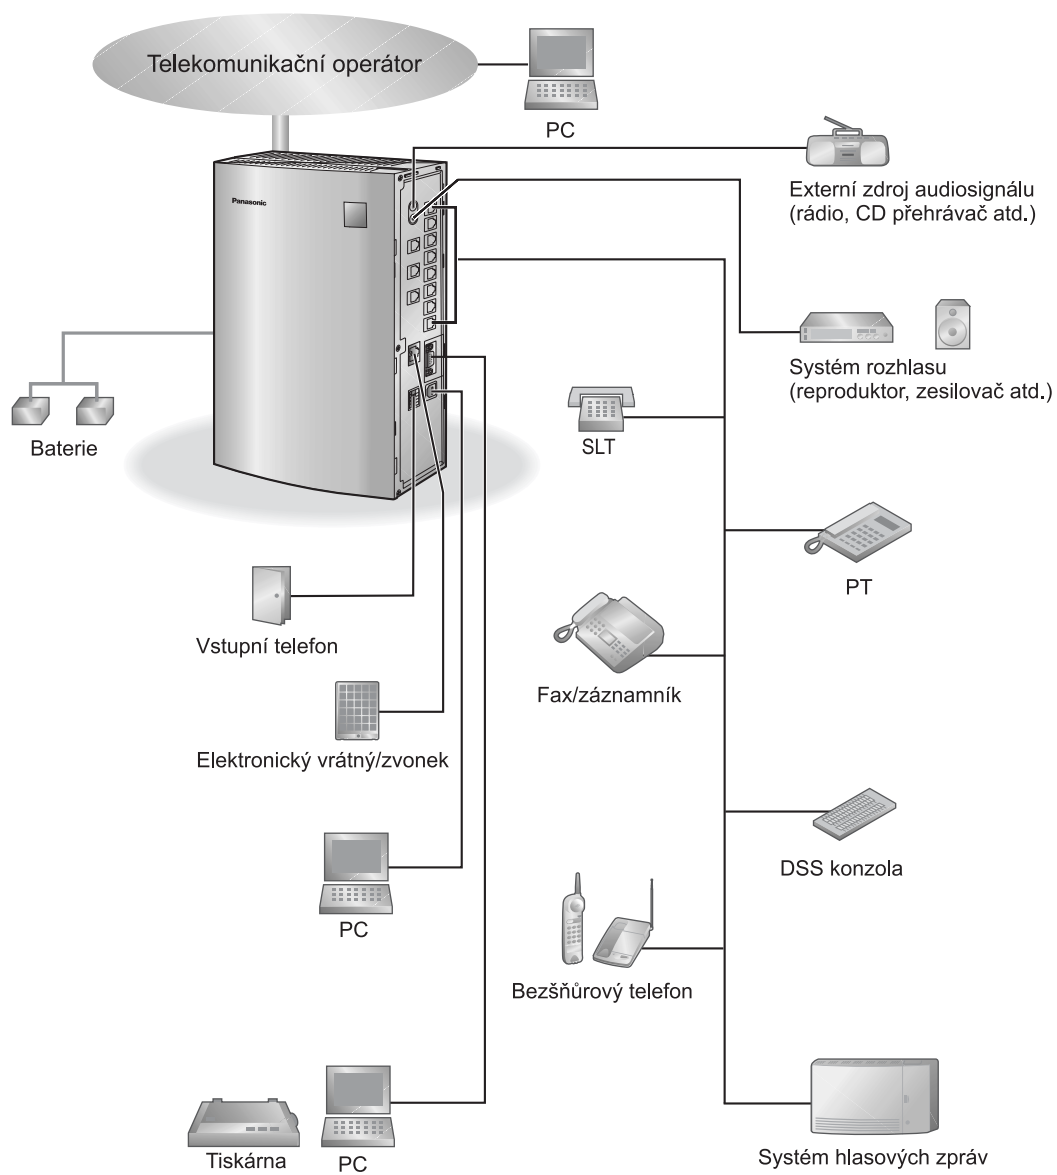 Telekomunikační operátor
PC
Externí zdroj audiosignálu
(rádio, CD přehrávač atd.)
Panasonic
Systém rozhlasu
(reproduktor, zesilovač atd.)
Baterie
SLT
PT
Vstupní telefon
Fax/záznamník
Elektronický vrátný/zvonek
DSS konzola
PC
Bezšňůrový telefon
Tiskárna
PC
Systém hlasových zpráv